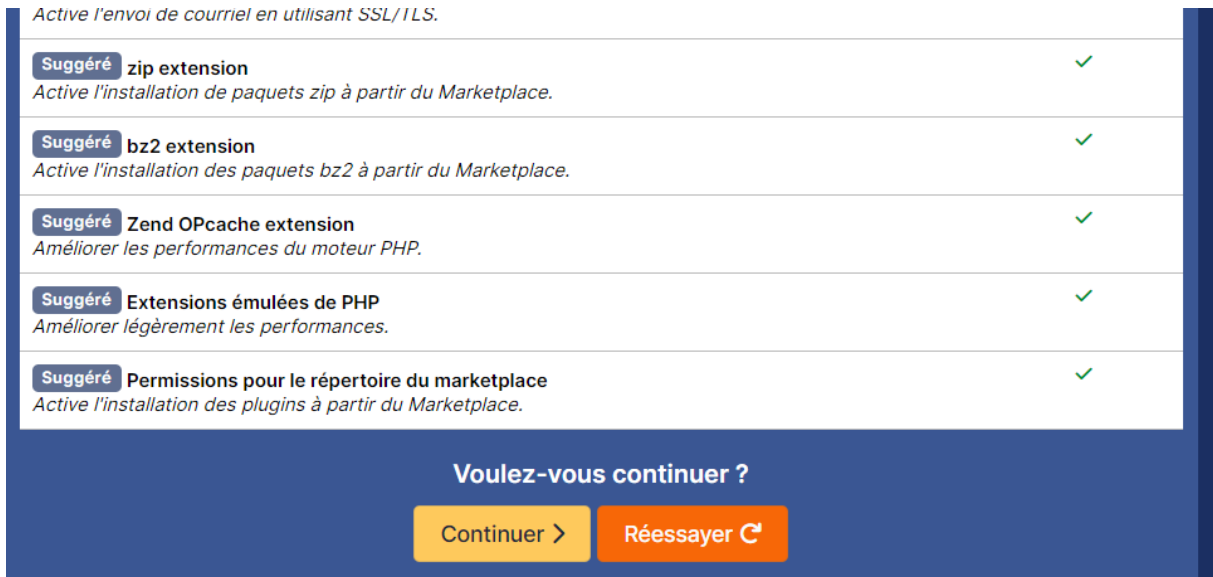 Active l'envoi de courriel en utilisant SSL/TLS.
Suggéré zip extension
Active l'installation de paquets zip à partir du Marketplace.
Suggéré bz2 extension
Active l'installation des paquets bz2 à partir du Marketplace.
Suggéré Zend OPcache extension
Améliorer les performances du moteur PHP.
Suggéré Extensions émulées de PHP
Améliorer légèrement les performances.
Suggéré Permissions pour le répertoire du marketplace
Active l'installation des plugins à partir du Marketplace.
Voulez-vous continuer ?
Continuer
Réessayer